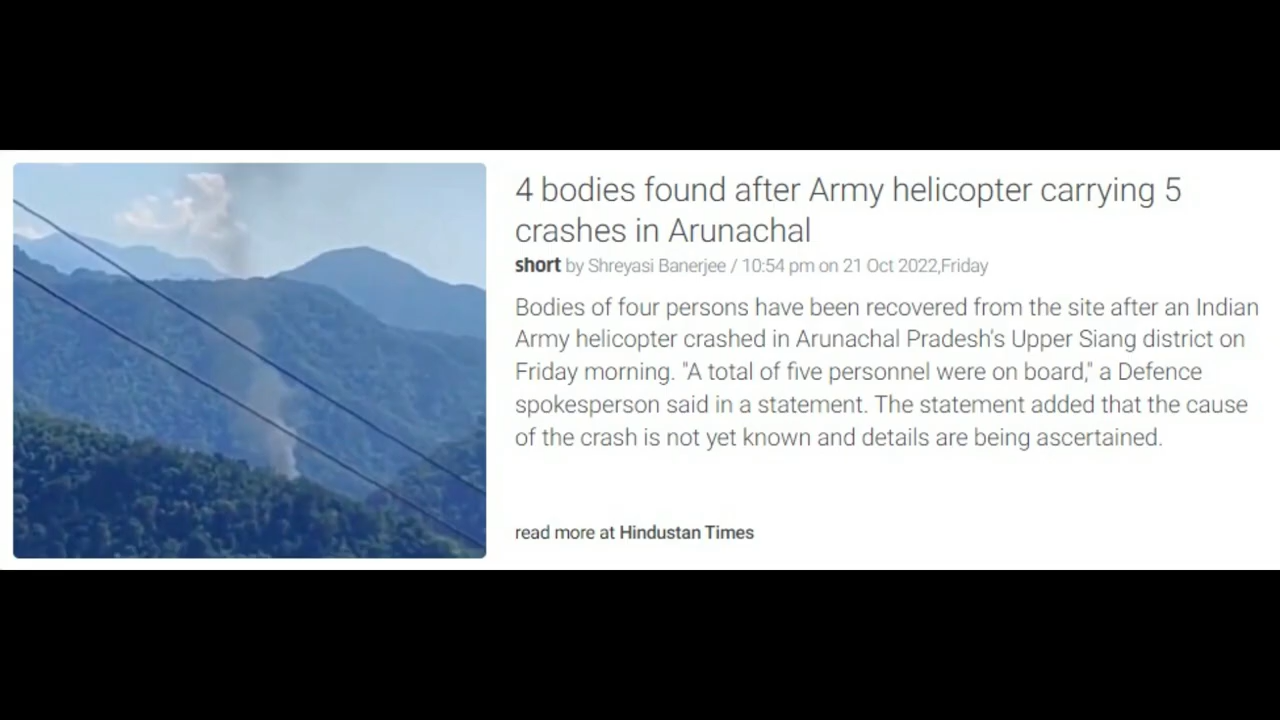 4 bodies found after Army helicopter carrying 5
crashes in Arunachal
short by Shreyasi Banerjee / 10:54 pm on 21 Oct 2022,Friday
Bodies of four persons have been recovered from the site after an Indian
Army helicopter crashed in Arunachal Pradesh's Upper Siang district on
Friday morning. "A total of five personnel were on board," a Defence
spokesperson said in a statement. The statement added that the cause
of the crash is not yet known and details are being ascertained.
read more at Hindustan Times